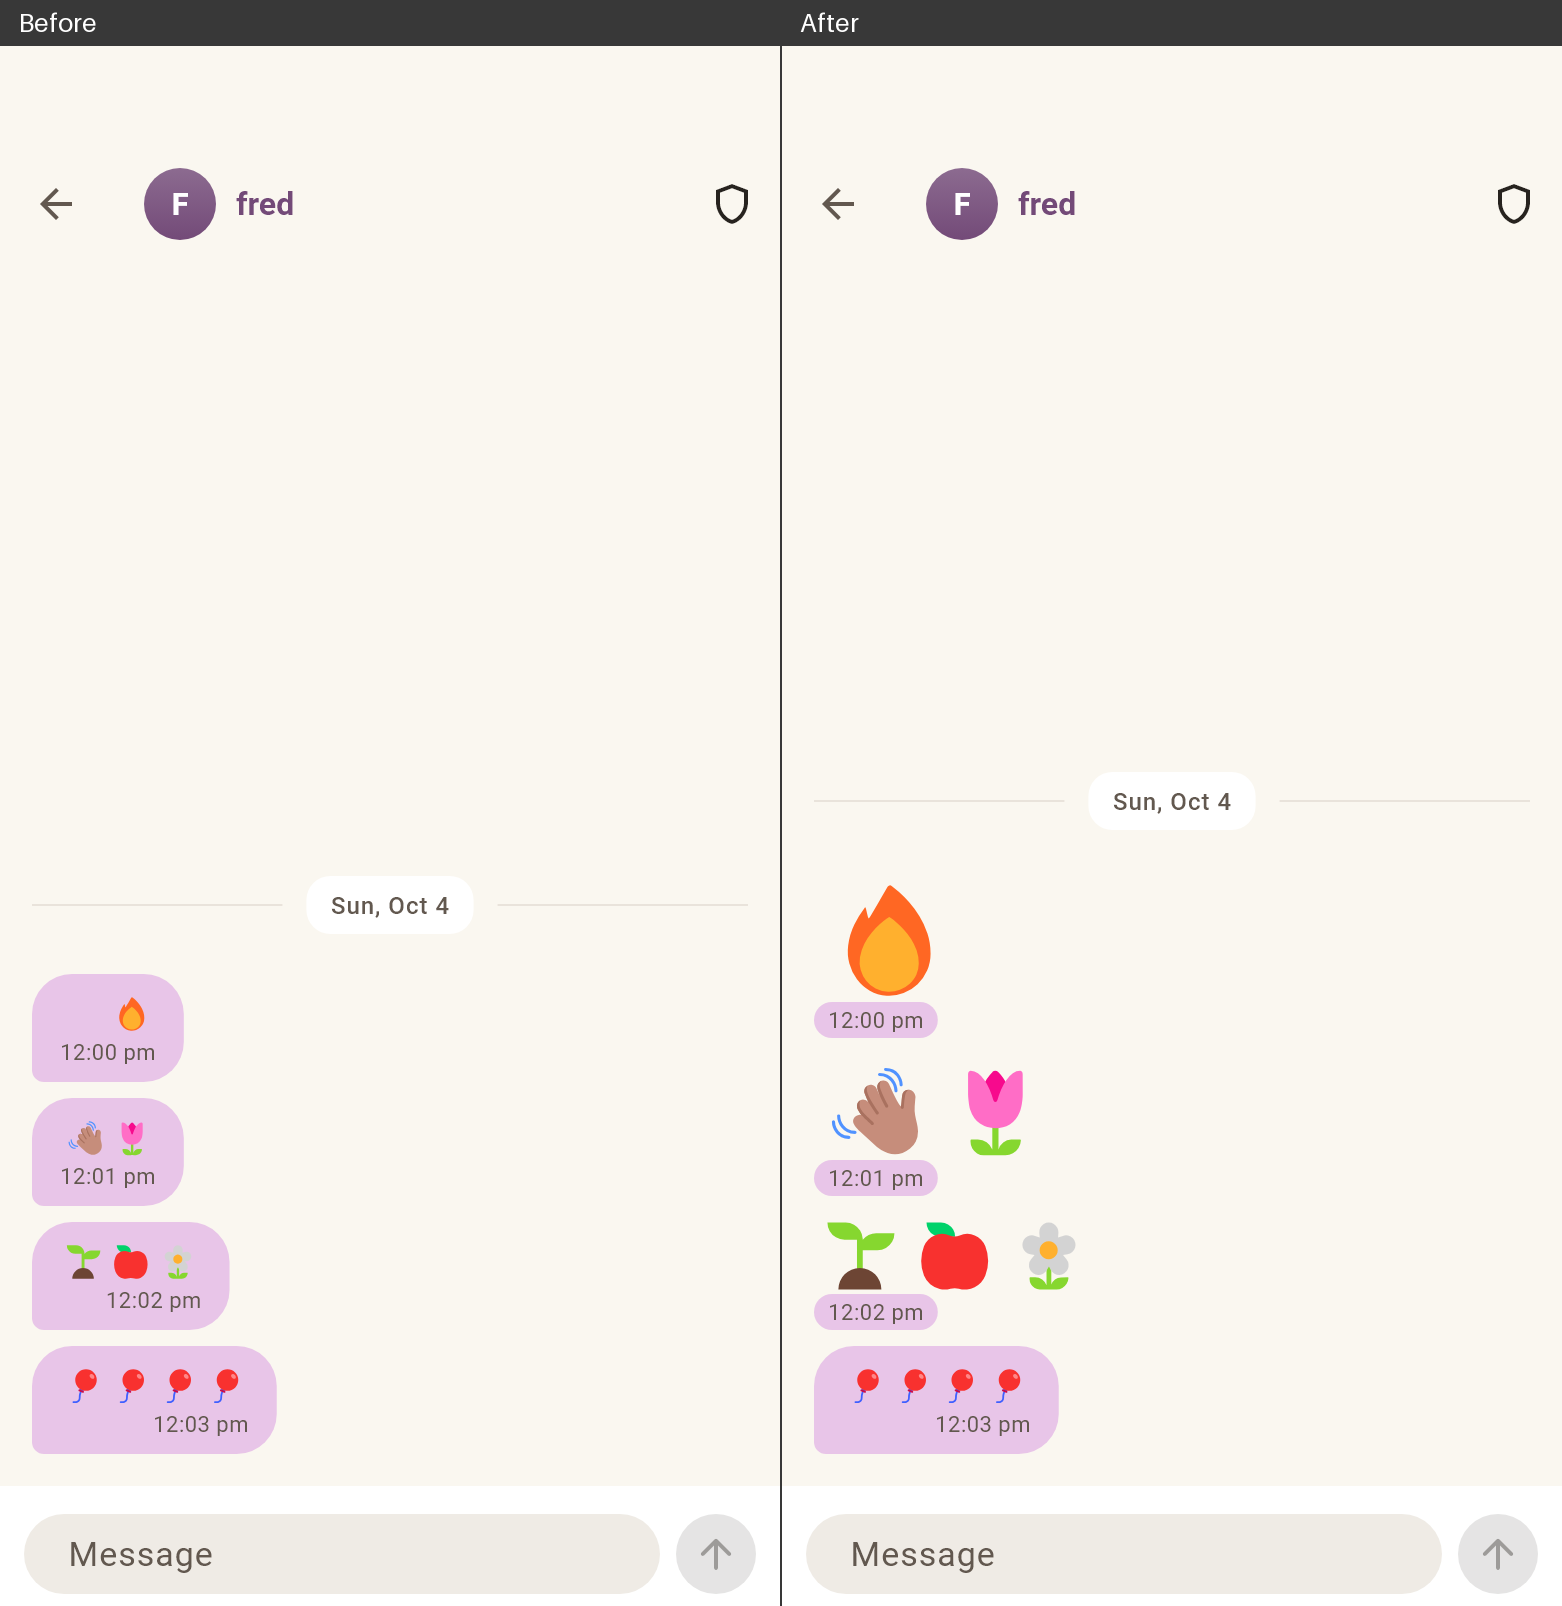 Before
F fred
Sun, Oct 4
🔥
12:00 pm
👋🏽 🌷
12:01 pm
🌱 🍎 🌼
12:02 pm
🎈 🎈 🎈 🎈
12:03 pm
Message
After
F fred
Sun, Oct 4
🔥
12:00 pm
👋🏽 🌷
12:01 pm
🌱 🍎 🌼
12:02 pm
🎈 🎈 🎈 🎈
12:03 pm
Message